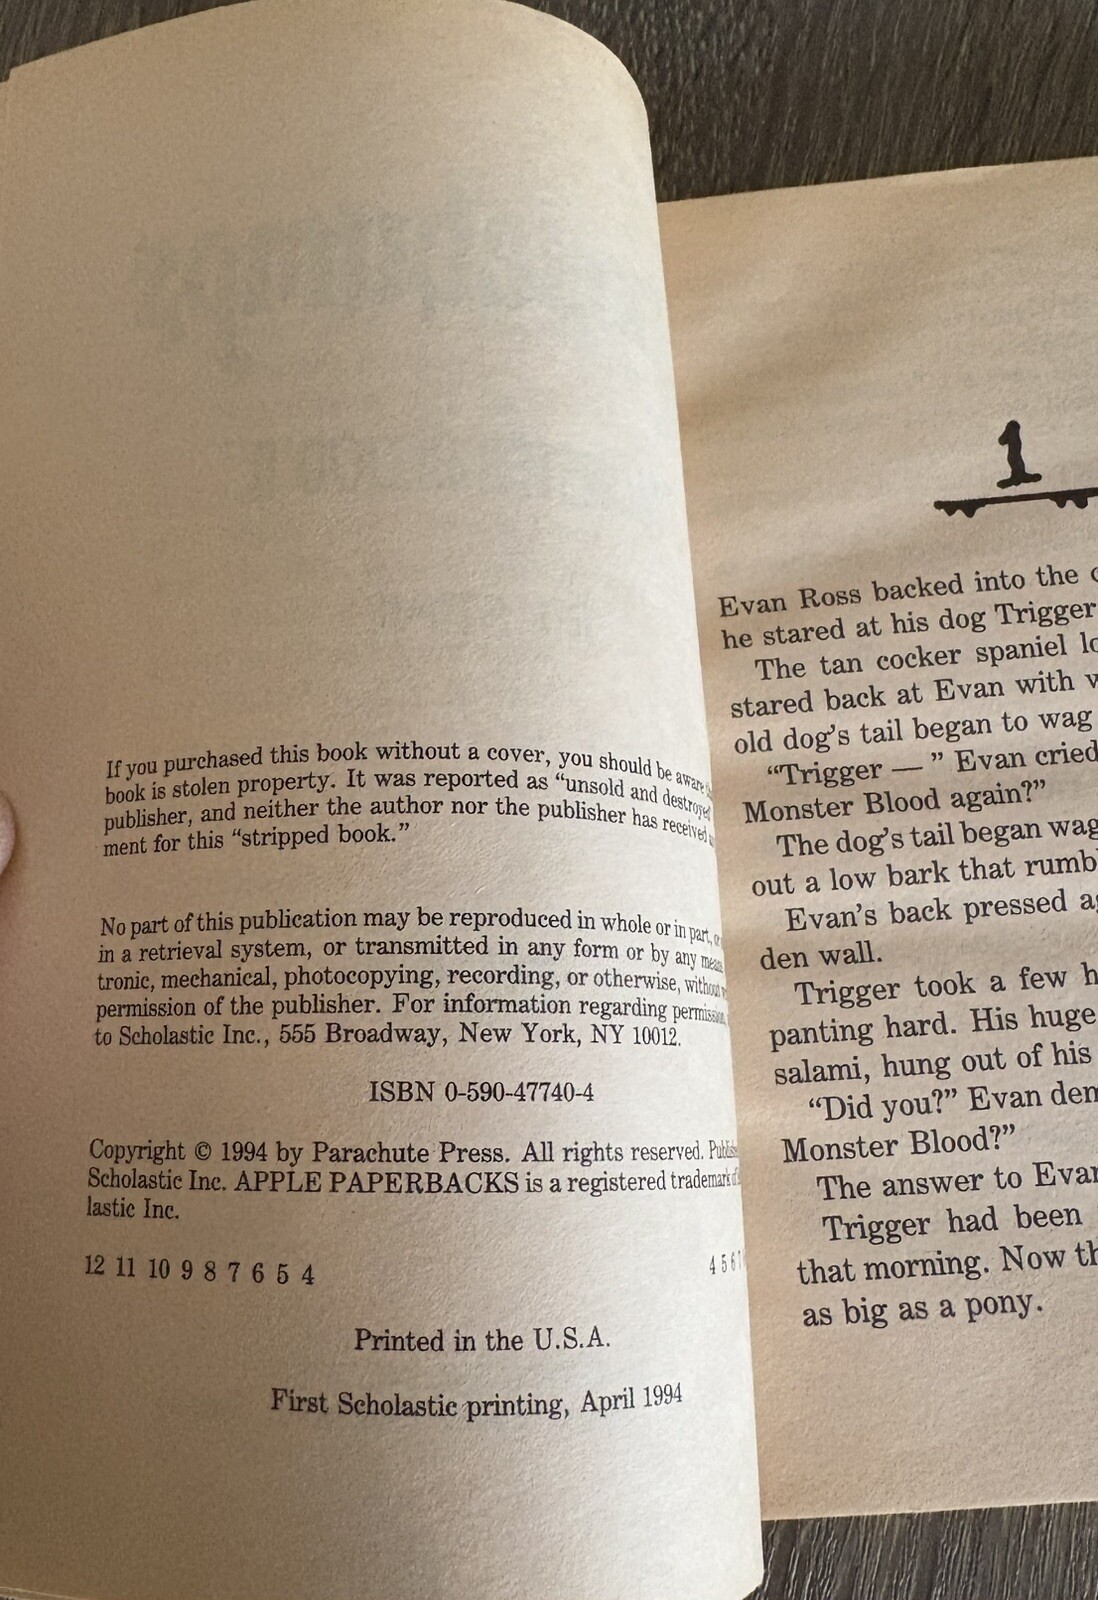 If you purchased this book without a cover, you should be aware
book is stolen property. It was reported as “unsold and destroyed
publisher, and neither the author nor the publisher has received
ment for this “stripped book.”
No part of this publication may be reproduced in whole or in part,
in a retrieval system, or transmitted in any form or by any
tronic, mechanical, photocopying, recording, or otherwise, without
permission of the publisher. For information regarding
to Scholastic Inc., 555 Broadway, New York, NY 10012.
ISBN 0-590-47740-4
Copyright © 1994 by Parachute Press. All rights reserved.
Scholastic Inc. APPLE PAPERBACKS is a registered trademark
lastic Inc.
12 11 10 9 8 7 6 5 4 4 5 6
Printed in the U.S.A.
First Scholastic printing, April 1994
1
Evan Ross backed into the
he stared at his dog Trigger
The tan cocker spaniel
stared back at Evan with
old dog’s tail began to wag
“Trigger — ” Evan cried
Monster Blood again?”
The dog’s tail began
out a low bark that
Evan’s back pressed
den wall.
Trigger took a few
panting hard. His huge
salami, hung out of his
“Did you?” Evan
Monster Blood?”
The answer to
Trigger had been
that morning. Now
as big as a pony.